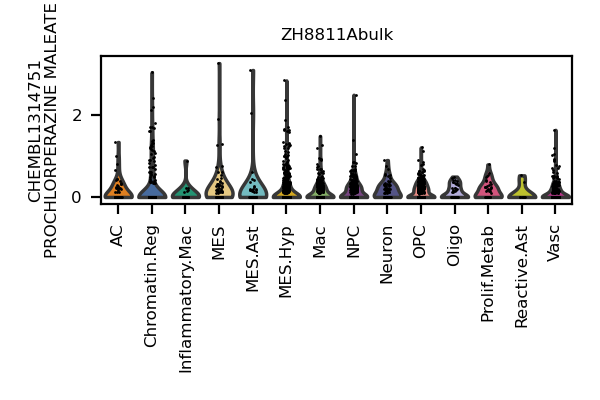 ZH8811Abulk
CHEMBL1314751
PROCHLORPERAZINE MALEATE
2
0
AC
Chromatin.Reg
Inflammatory.Mac
MES
MES.Ast
MES.Hyp
Mac
NPC
Neuron
OPC
Oligo
Prolif.Metab
Reactive.Ast
Vasc